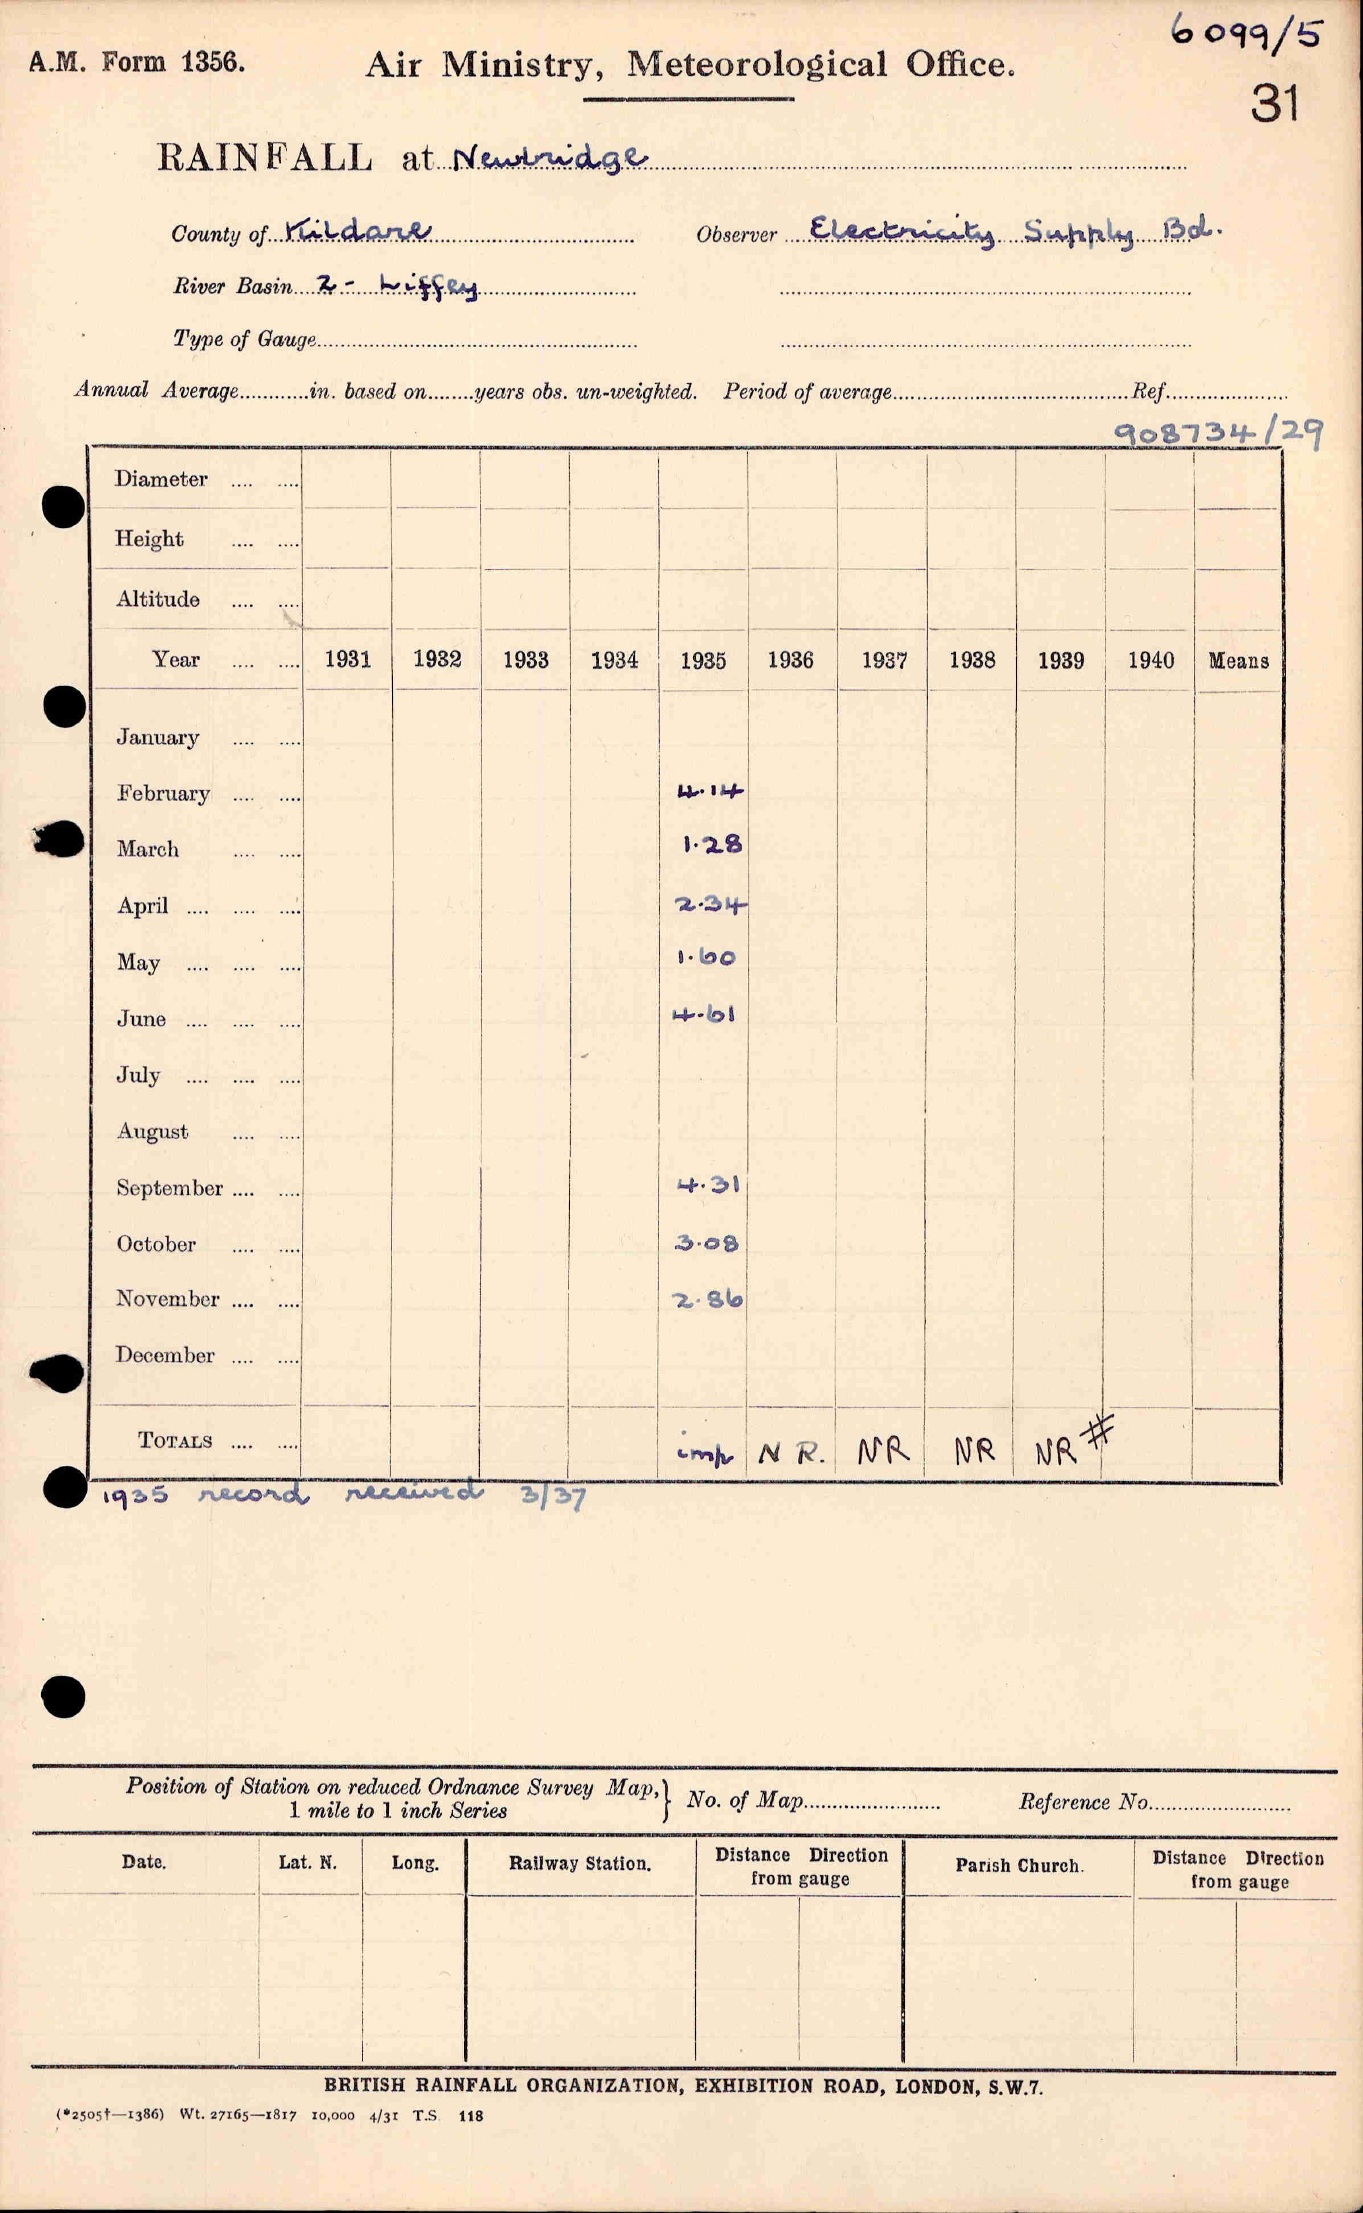 6099/5
A.M. Form 1356. Air Ministry, Meteorological Office.
31
RAINFALL at Newbridge
County of Kildare Observer Electricity Supply Bd.
River Basin 2 - Liffey
Type of Gauge
Annual Average............in. based on........years obs. un-weighted. Period of average........................................Ref.....................
908734/29
Diameter .... ....
Height .... ....
Altitude .... ....
Year .... .... 1931 1932 1933 1934 1935 1936 1937 1938 1939 1940 Means
January .... ....
February .... .... 4.14
March .... .... 1.28
April .... .... .... 2.34
May .... .... .... 1.60
June .... .... .... 4.61
July .... .... ....
August .... ....
September .... .... 4.31
October .... .... 3.08
November .... .... 2.86
December .... ....
TOTALS .... .... imp N R. NR NR NR #
1935 record received 3/37
Position of Station on reduced Ordnance Survey Map,} No. of Map........................ Reference No.........................
1 mile to 1 inch Series
Date. Lat. N. Long. Railway Station. Distance Direction Parish Church. Distance Direction
from gauge from gauge
BRITISH RAINFALL ORGANIZATION, EXHIBITION ROAD, LONDON, S.W.7.
(*2505†—1386) Wt. 27165—1817 10,000 4/31 T.S. 118